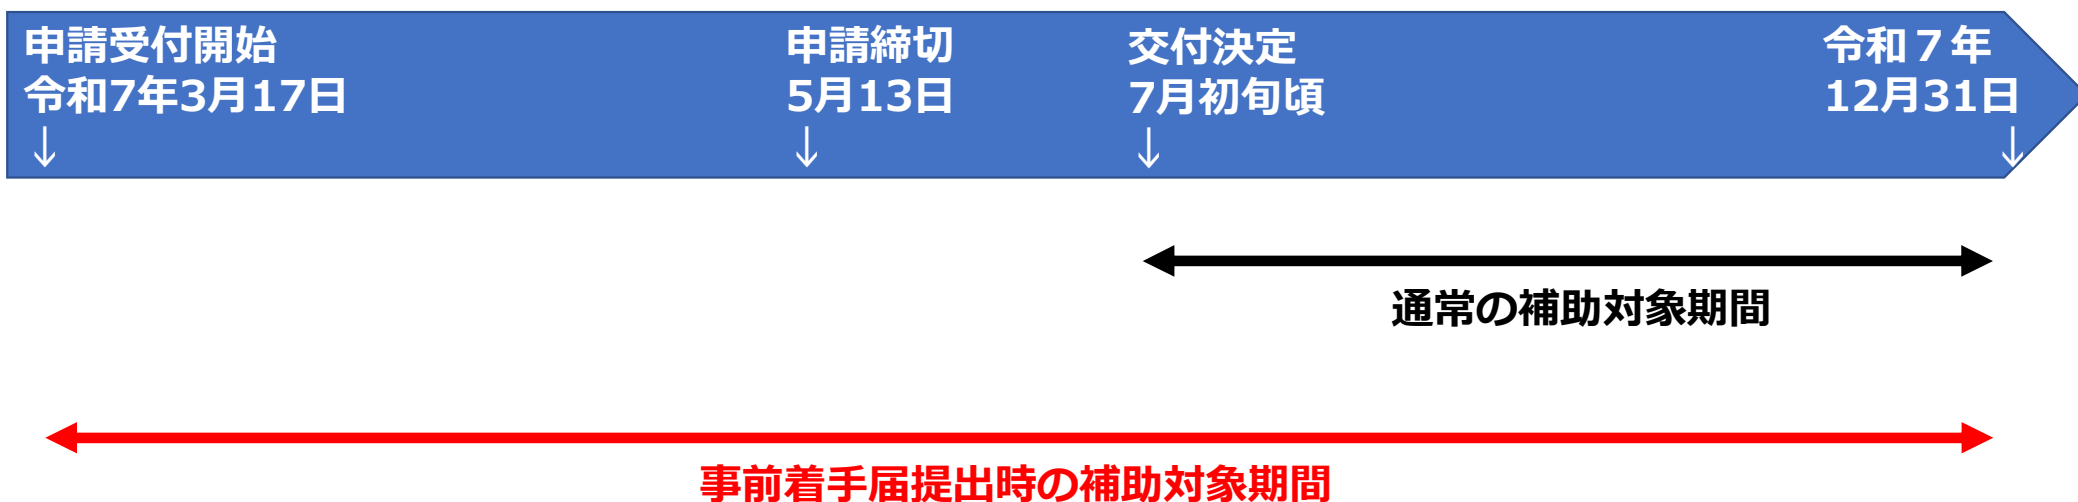 申請受付開始
令和7年3月17日
↓
申請締切
5月13日
↓
交付決定
7月初旬頃
↓
令和７年
12月31日
↓
通常の補助対象期間
事前着手届提出時の補助対象期間